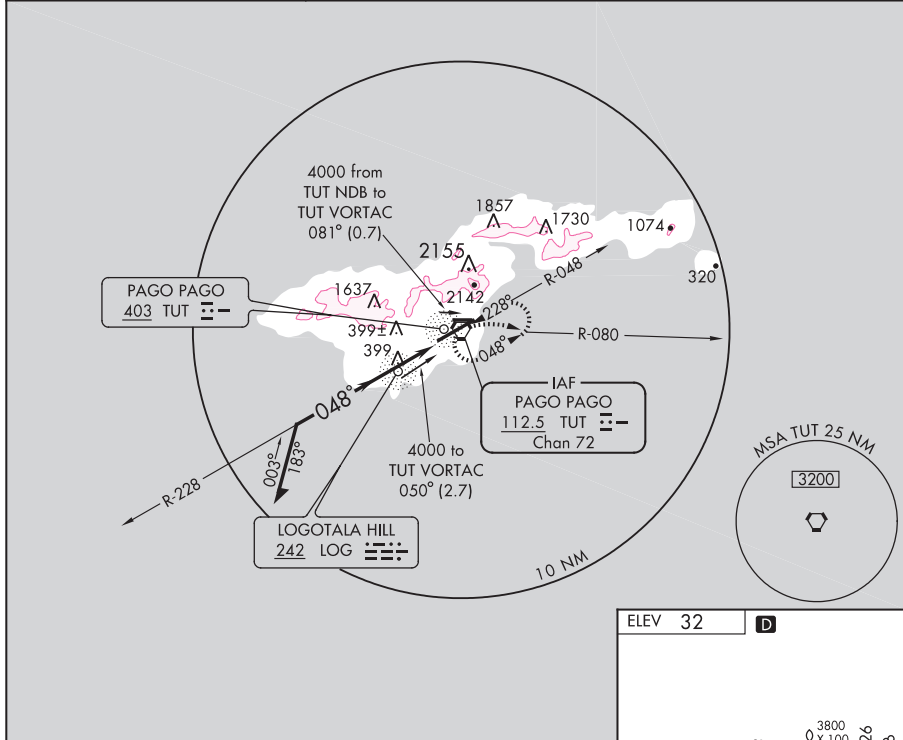 4000 from
TUT NDB to
TUT VORTAC
081° (0.7)
1857
1730
1074
R-048
2155
320
PAGO PAGO
403 TUT
1637
2142
228°
399±
R-080
048°
399
IAF
PAGO PAGO
112.5 TUT
Chan 72
048°
4000 to
TUT VORTAC
050° (2.7)
003°
183°
R-228
MSA TUT 25 NM
3200
LOGOTALA HILL
242 LOG
10 NM
ELEV 32
D
3800
X 100
26